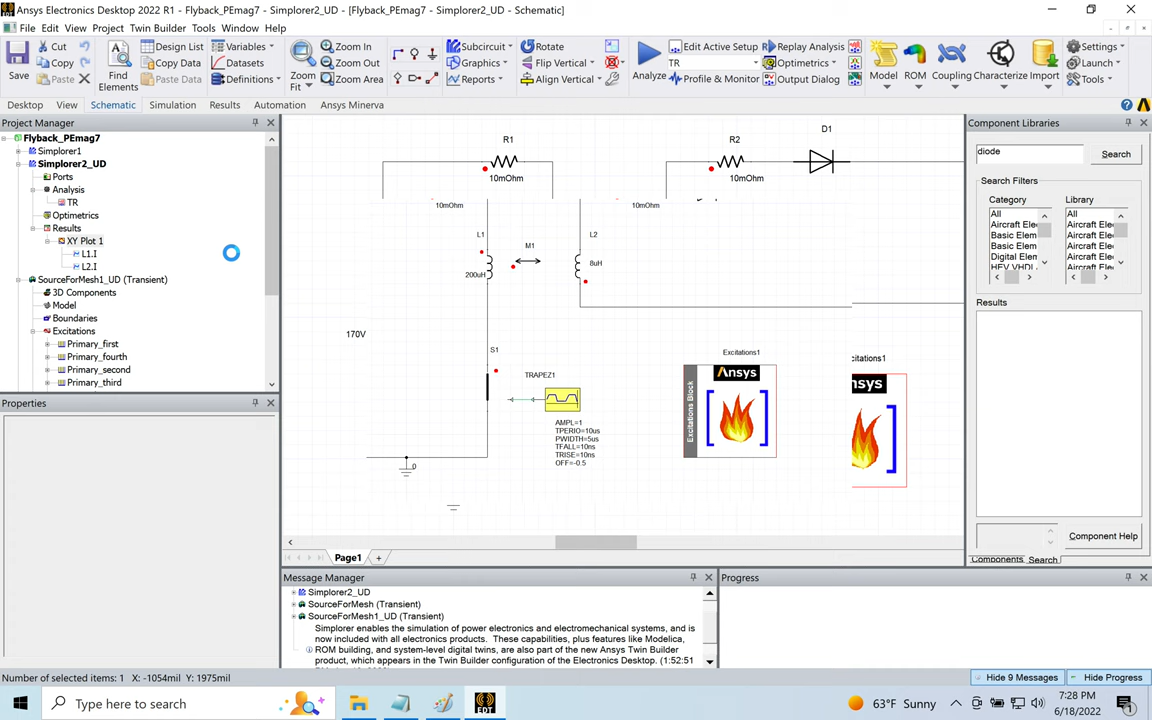 Ansys Electronics Desktop 2022 R1 - Flyback_PEmag7 - Simplorer2_UD - [Flyback_PEmag7 - Simplorer2_UD - Schematic]
File Edit View Project Twin Builder Tools Window Help
Save Cut Copy Paste Find Elements Design List Copy Data Paste Data Variables Datasets Definitions Zoom Fit Zoom In Zoom Out Zoom Area Subcircuit Graphics Reports Rotate Flip Vertical Align Vertical Analyze Edit Active Setup TR Profile & Monitor Replay Analysis Optimetrics Output Dialog Model ROM Coupling Characterize Import Settings Launch Tools
Desktop View Schematic Simulation Results Automation Ansys Minerva
Project Manager
Flyback_PEmag7
Simplorer1
Simplorer2_UD
Ports
Analysis
TR
Optimetrics
Results
XY Plot 1
L1.I
L2.I
SourceForMesh1_UD (Transient)
3D Components
Model
Boundaries
Excitations
Primary_first
Primary_fourth
Primary_second
Primary_third
Properties
R1
10mOhm
R2
10mOhm
D1
10mOhm
10mOhm
L1
200uH
M1
L2
8uH
170V
S1
TRAPEZ1
AMPL=1
TPERIO=10us
PWIDTH=5us
TFALL=10ns
TRISE=10ns
OFF=-0.5
0
Excitations1
Ansys
Excitations Block
citations1
nsys
Page1
+
Component Libraries
diode
Search
Search Filters
Category
All
Aircraft Ele
Basic Elem
Basic Elem
Digital Elem
HEV VHDL
Library
All
Aircraft Ele
Aircraft Ele
Aircraft Ele
Aircraft Ele
Aircraft Ele
Results
Component Help
Components Search
Message Manager
Simplorer2_UD
SourceForMesh (Transient)
SourceForMesh1_UD (Transient)
Simplorer enables the simulation of power electronics and electromechanical systems, and is
now included with all electronics products. These capabilities, plus features like Modelica,
ROM building, and system-level digital twins, are also part of the new Ansys Twin Builder
product, which appears in the Twin Builder configuration of the Electronics Desktop. (1:52:51
Progress
Number of selected items: 1 X: -1054mil Y: 1975mil
Hide 9 Messages
Hide Progress
Type here to search
EDT
63°F Sunny
7:28 PM
6/18/2022
1